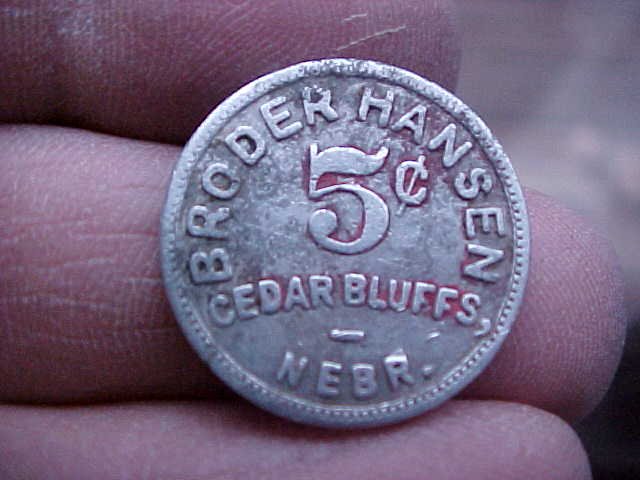 BRODER HANSEN
5¢
CEDAR BLUFFS,
NEBR.